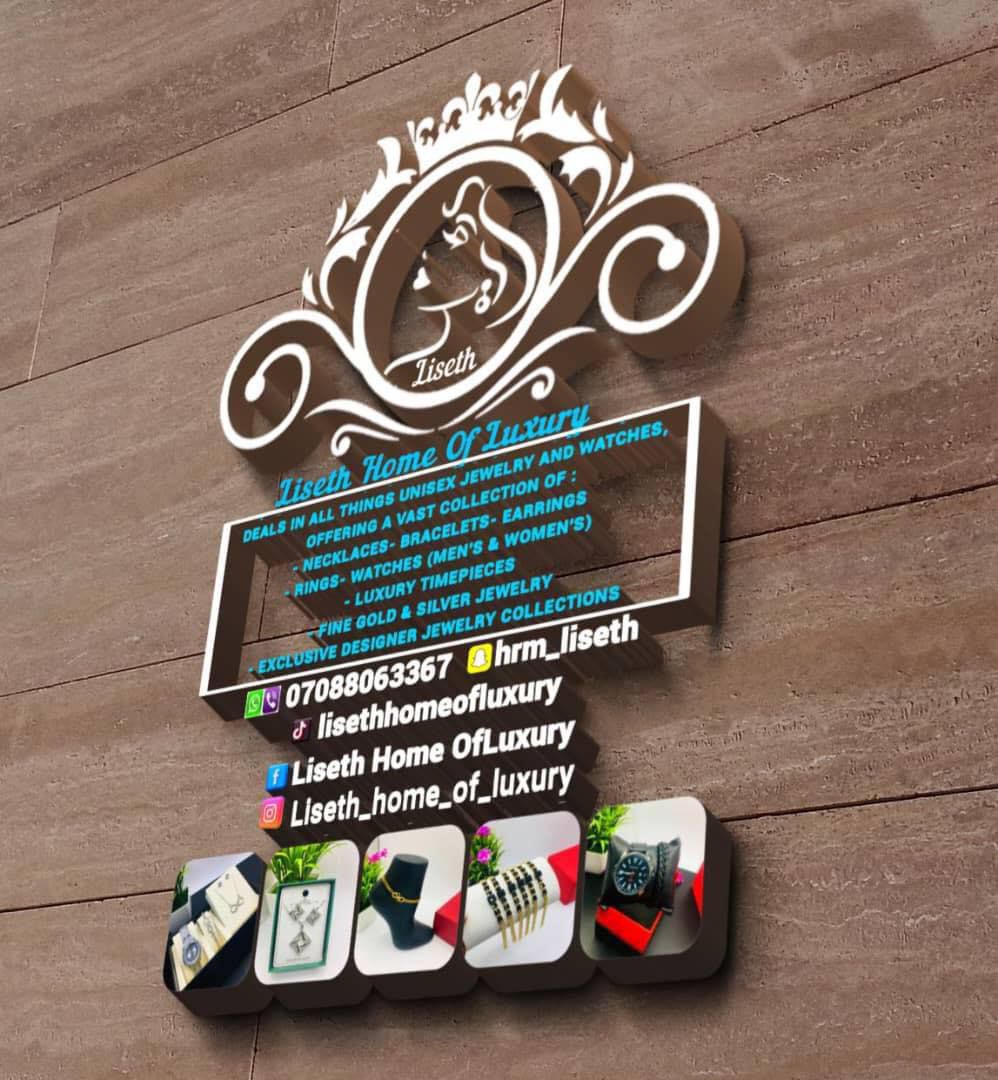 Liseth
Liseth Home Of Luxury
DEALS IN ALL THINGS UNISEX JEWELRY AND WATCHES,
OFFERING A VAST COLLECTION OF :
- NECKLACES- BRACELETS- EARRINGS
- RINGS- WATCHES (MEN'S & WOMEN'S)
- LUXURY TIMEPIECES
- FINE GOLD & SILVER JEWELRY
- EXCLUSIVE DESIGNER JEWELRY COLLECTIONS
07088063367 hrm_liseth
lisethhomeofluxury
Liseth Home OfLuxury
Liseth_home_of_luxury